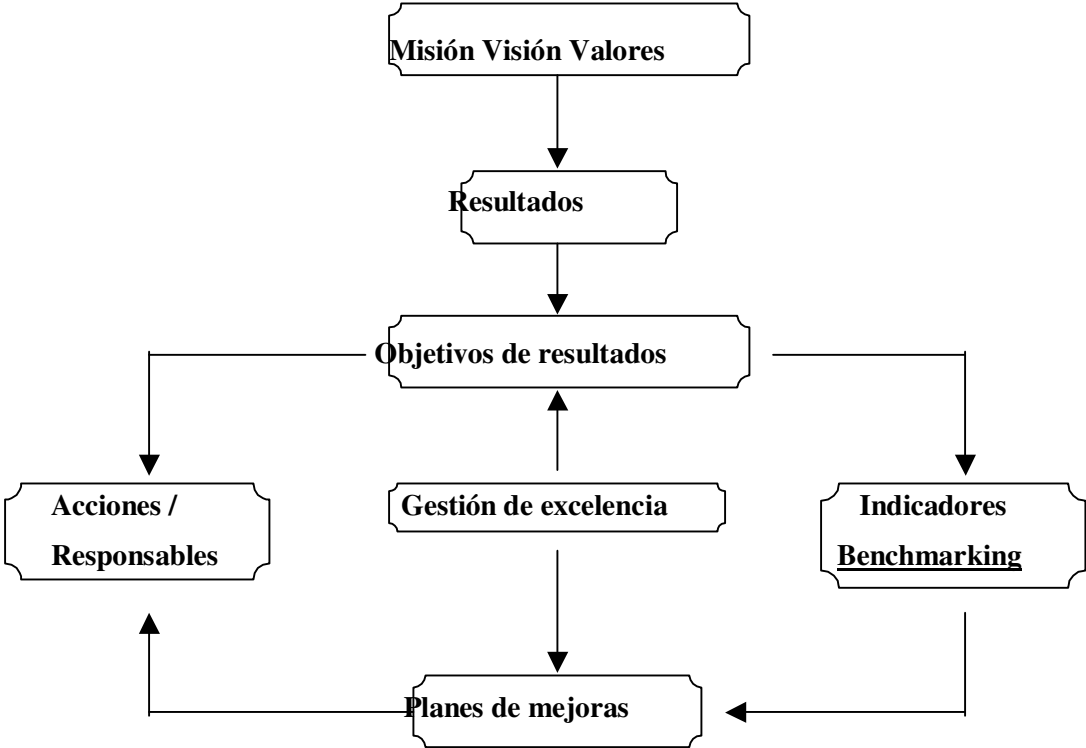 Misión Visión Valores
Resultados
Objetivos de resultados
Acciones /
Responsables
Gestión de excelencia
Indicadores
Benchmarking
Planes de mejoras